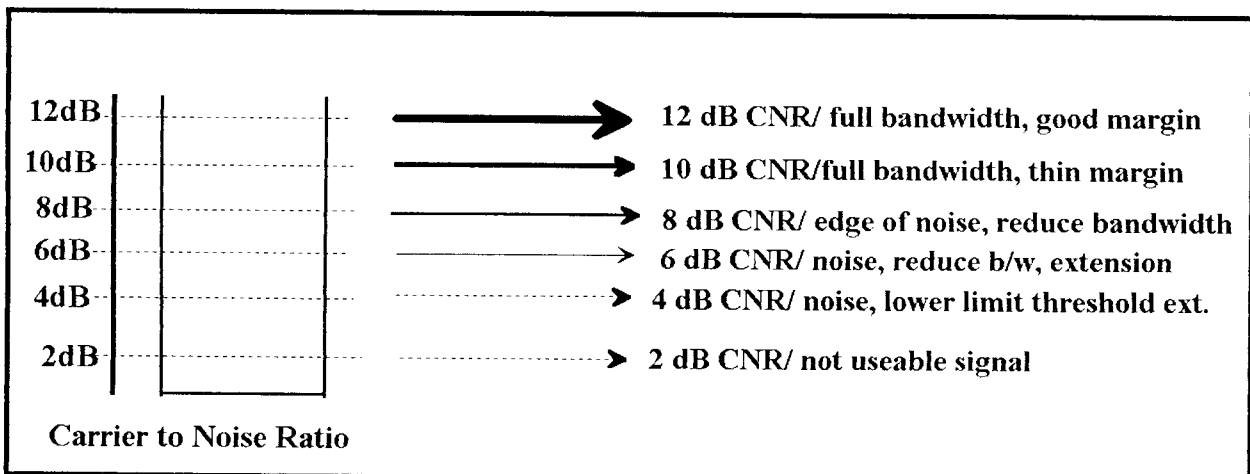 12dB 12 dB CNR/ full bandwidth, good margin
10dB 10 dB CNR/full bandwidth, thin margin
8dB 8 dB CNR/ edge of noise, reduce bandwidth
6dB 6 dB CNR/ noise, reduce b/w, extension
4dB 4 dB CNR/ noise, lower limit threshold ext.
2dB 2 dB CNR/ not useable signal
Carrier to Noise Ratio